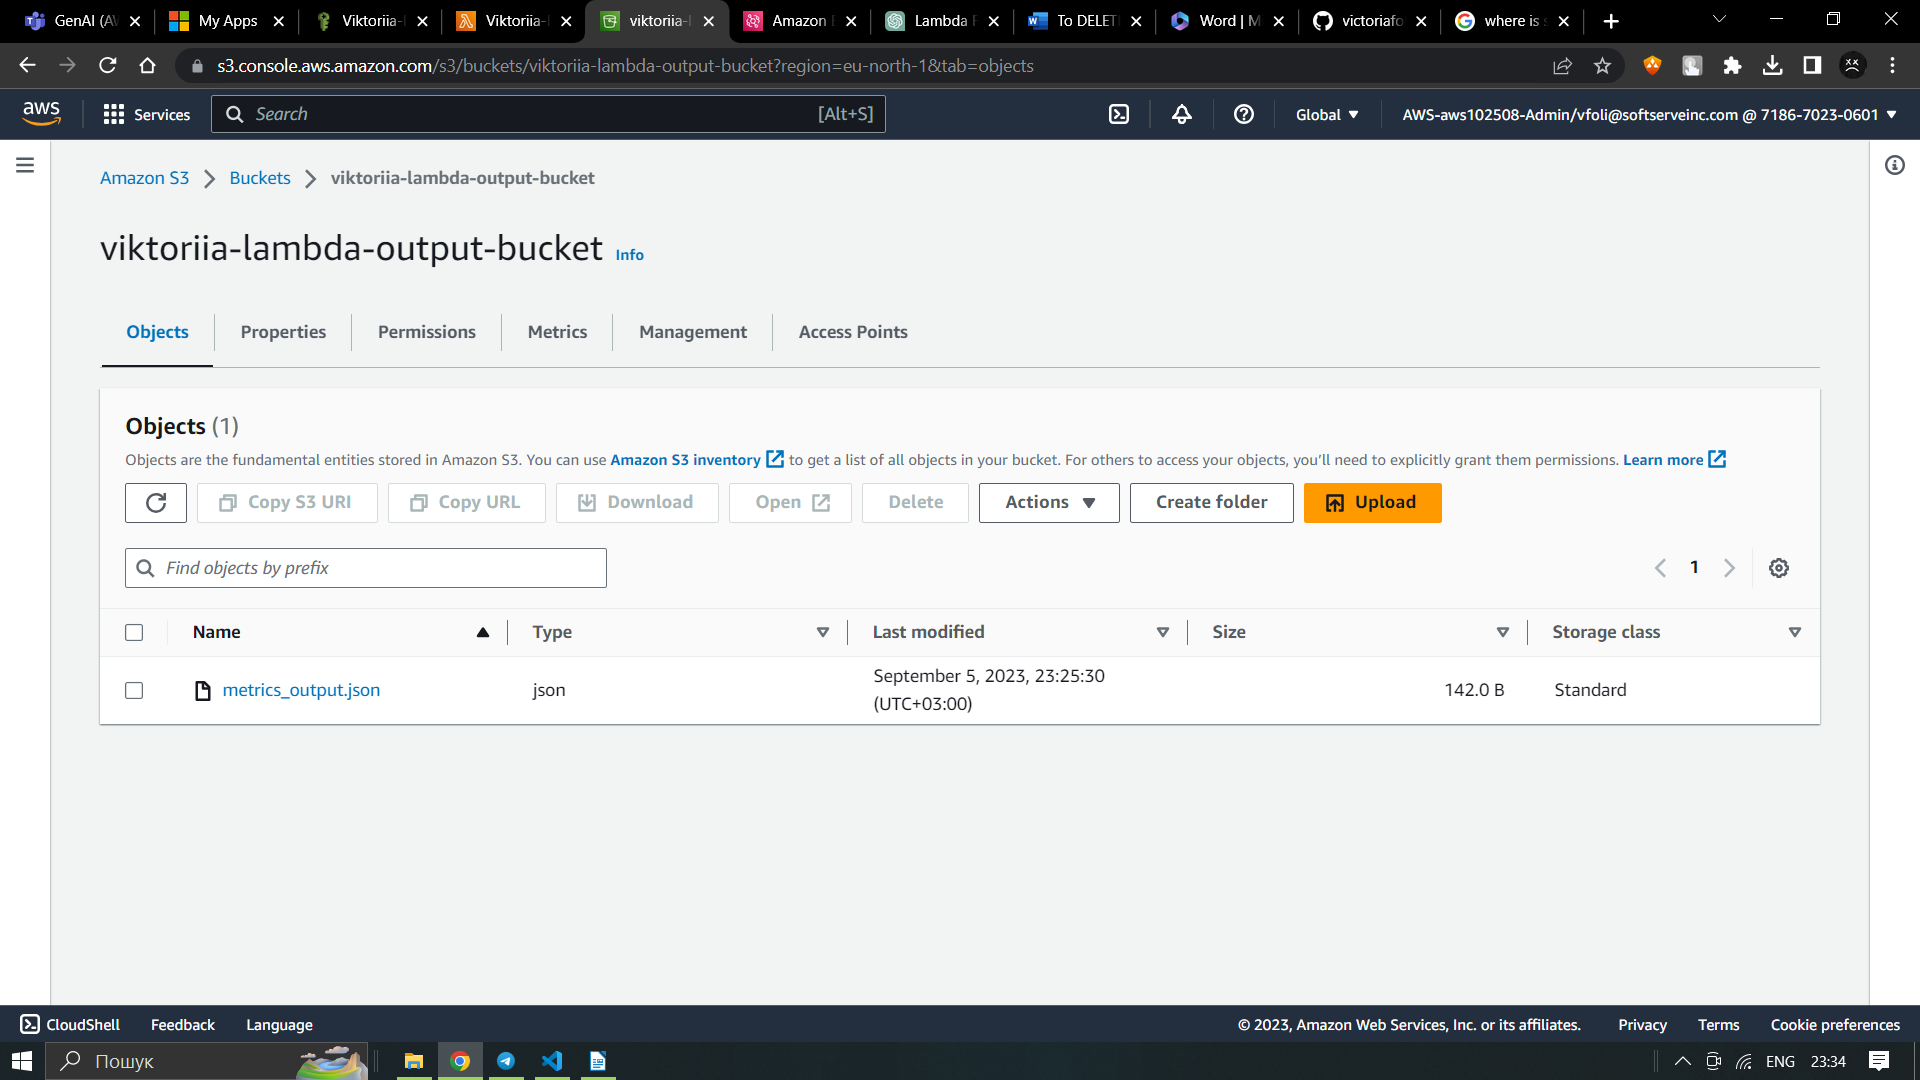 GenAI (A
My Apps
Viktoriia-
Viktoriia-
viktoriia-l
Amazon
Lambda F
To DELET
Word | M
victoriafo
where is s
s3.console.aws.amazon.com/s3/buckets/viktoriia-lambda-output-bucket?region=eu-north-1&tab=objects
aws
Services
Search
[Alt+S]
Global
AWS-aws102508-Admin/vfoli@softserveinc.com @ 7186-7023-0601
Amazon S3
Buckets
viktoriia-lambda-output-bucket
viktoriia-lambda-output-bucket Info
Objects
Properties
Permissions
Metrics
Management
Access Points
Objects (1)
Objects are the fundamental entities stored in Amazon S3. You can use Amazon S3 inventory to get a list of all objects in your bucket. For others to access your objects, you’ll need to explicitly grant them permissions. Learn more
Copy S3 URI
Copy URL
Download
Open
Delete
Actions
Create folder
Upload
Find objects by prefix
1
Name
Type
Last modified
Size
Storage class
metrics_output.json
json
September 5, 2023, 23:25:30
(UTC+03:00)
142.0 B
Standard
CloudShell
Feedback
Language
© 2023, Amazon Web Services, Inc. or its affiliates.
Privacy
Terms
Cookie preferences
Пошук
ENG
23:34